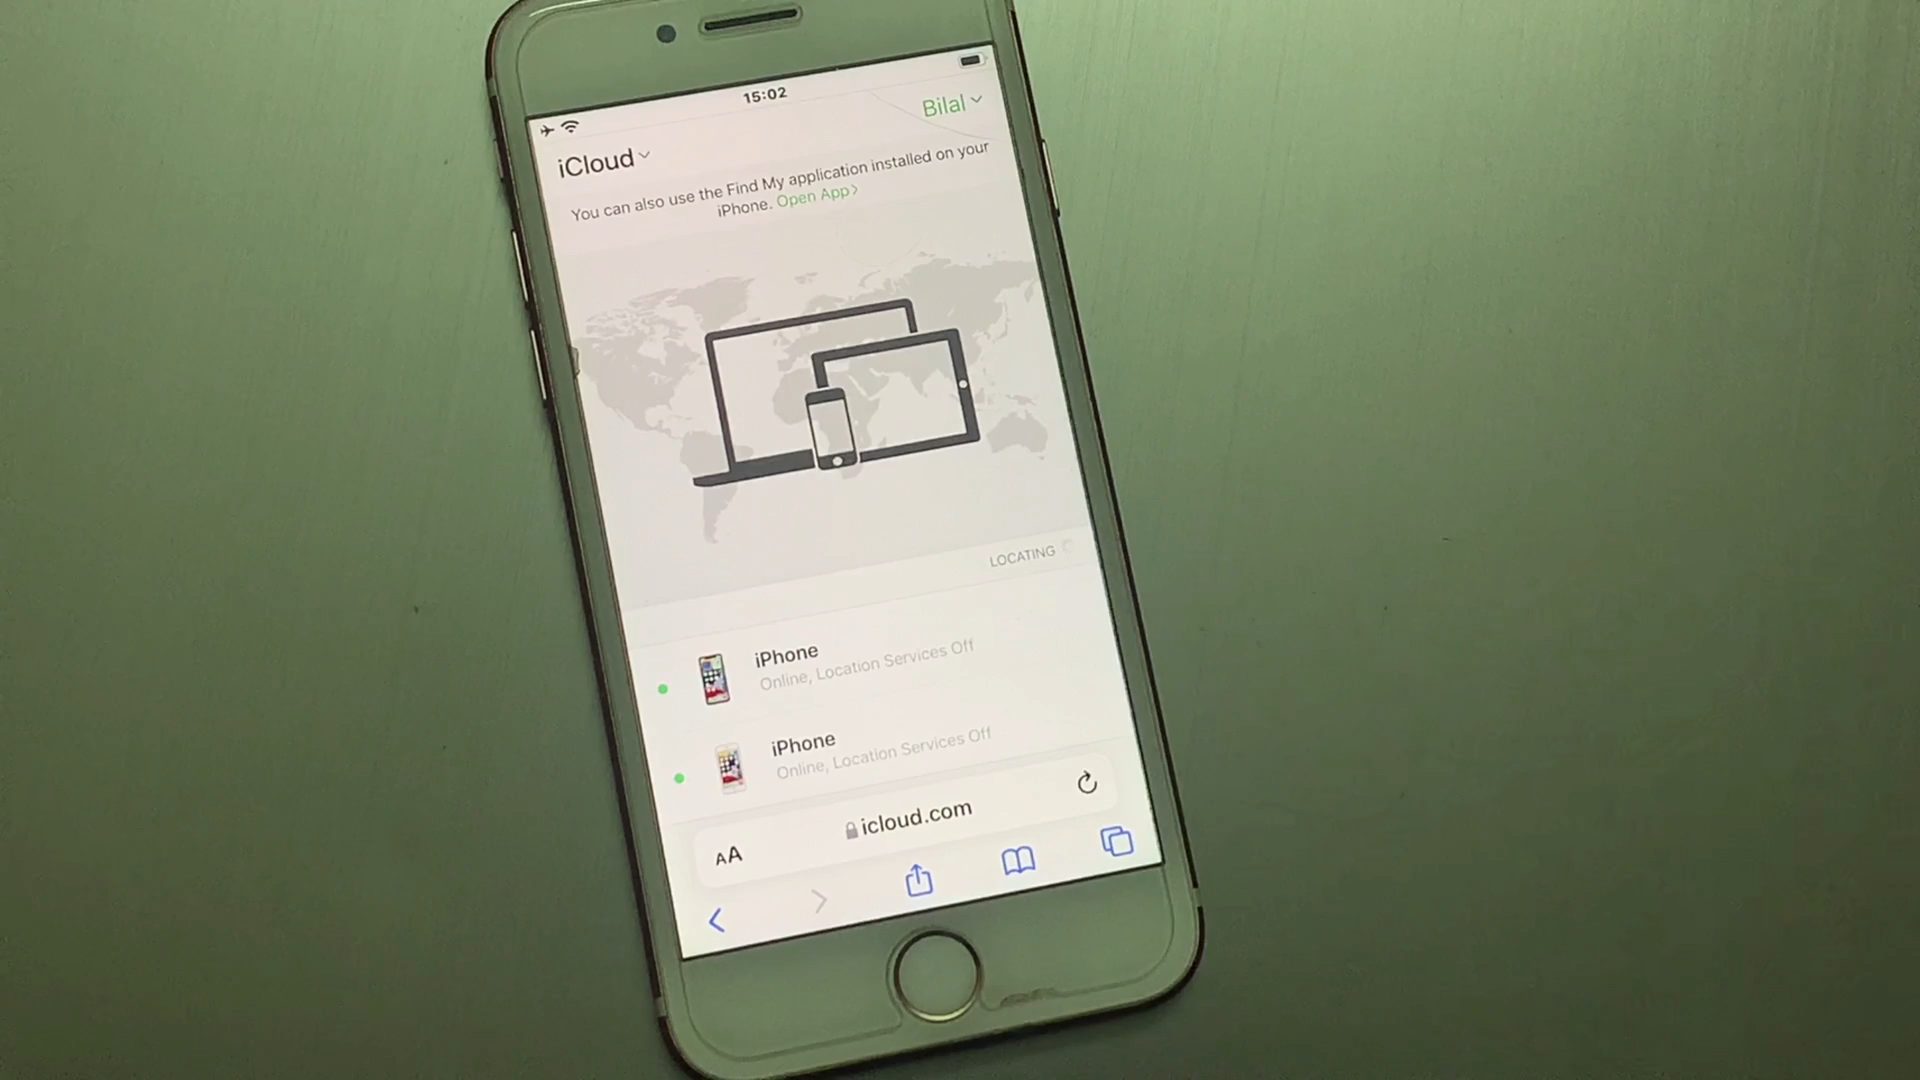 15:02
Bilal
iCloud
You can also use the Find My application installed on your
iPhone. Open App>
LOCATING
iPhone
Online, Location Services Off
iPhone
Online, Location Services Off
AA
icloud.com